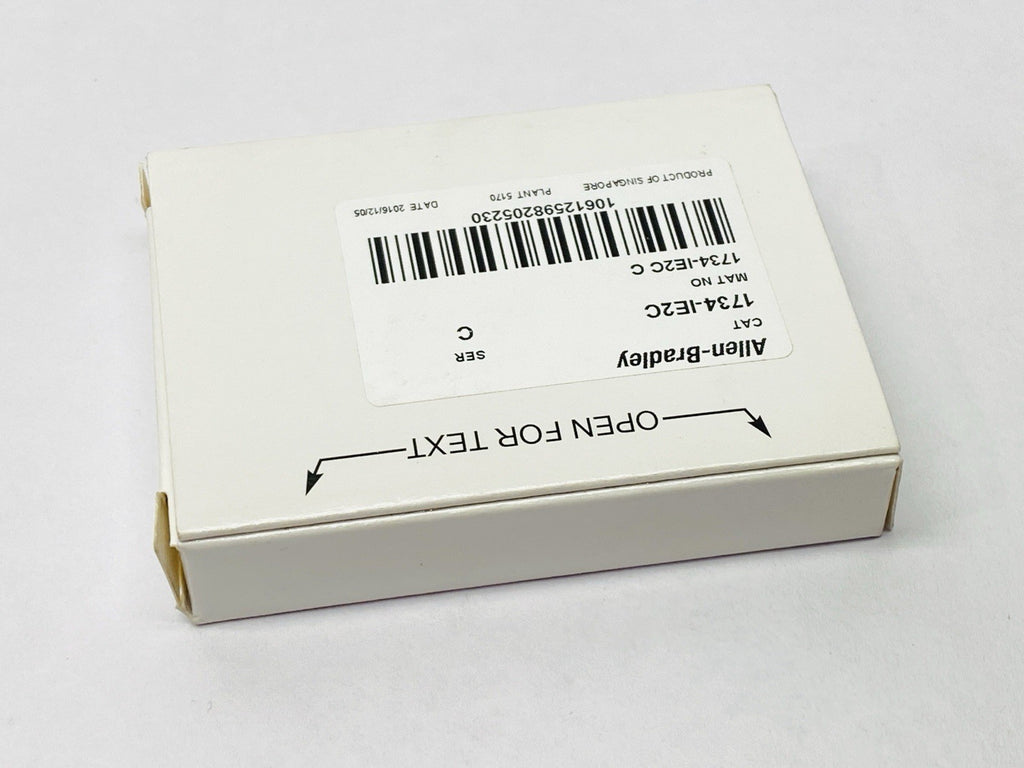 OPEN FOR TEXT
Allen-Bradley
CAT SER
1734-IE2C C
MAT NO
1734-IE2C C
10612598205230
PRODUCT OF SINGAPORE PLANT 5170 DATE 2016/12/05